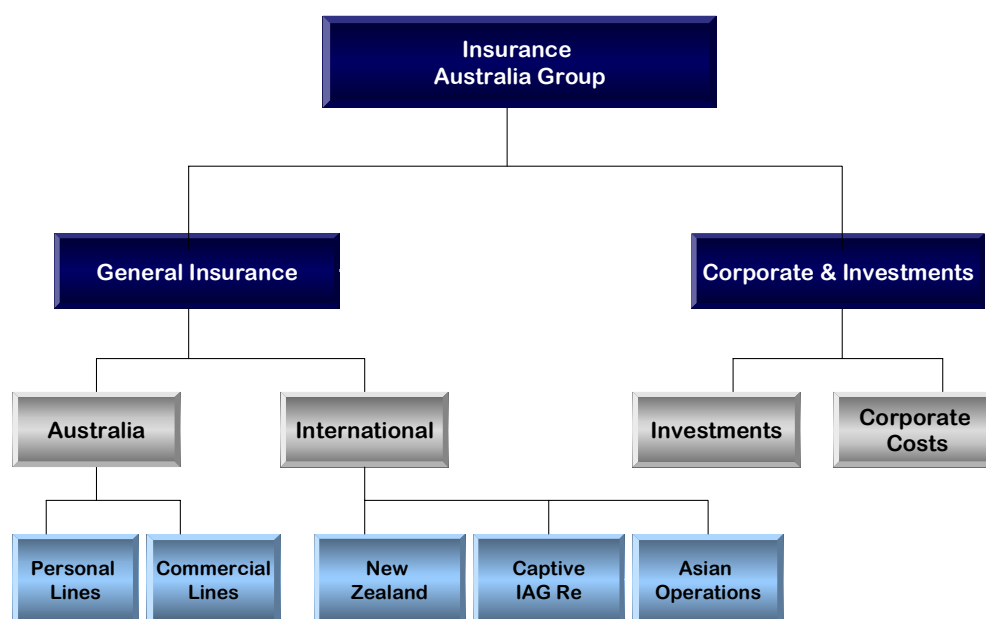 Insurance
Australia Group
General Insurance
Corporate & Investments
Australia
International
Investments
Corporate
Costs
Personal
Lines
Commercial
Lines
New
Zealand
Captive
IAG Re
Asian
Operations